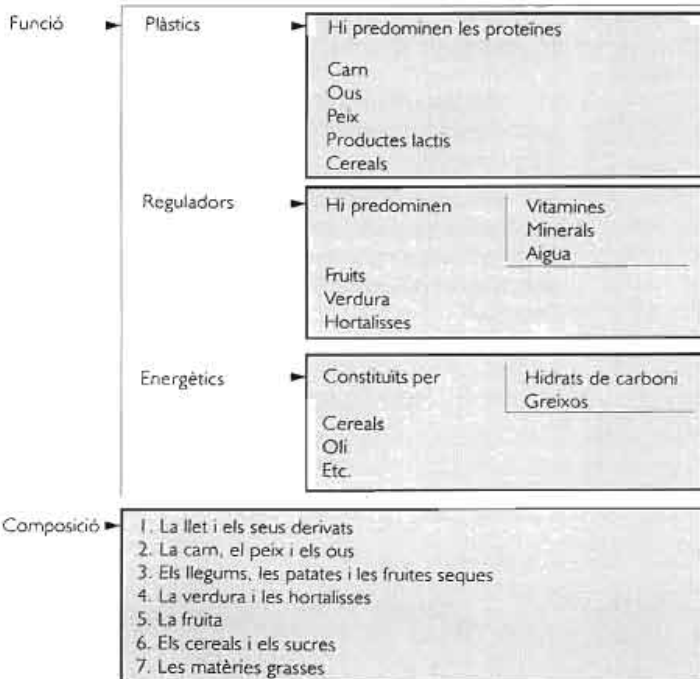 Funció ► Plàstics ► Hi predominen les proteïnes
Carn
Ous
Peix
Productes lactis
Cereals
Reguladors ► Hi predominen Vitamines
Minerals
Aigua
Fruits
Verdura
Hortalisses
Energètics ► Constituïts per Hidrats de carboni
Greixos
Cereals
Oli
Etc.
Composició ► 1. La llet i els seus derivats
2. La carn, el peix i els ous
3. Els llegums, les patates i les fruites seques
4. La verdura i les hortalisses
5. La fruita
6. Els cereals i els sucres
7. Les matèries grasses